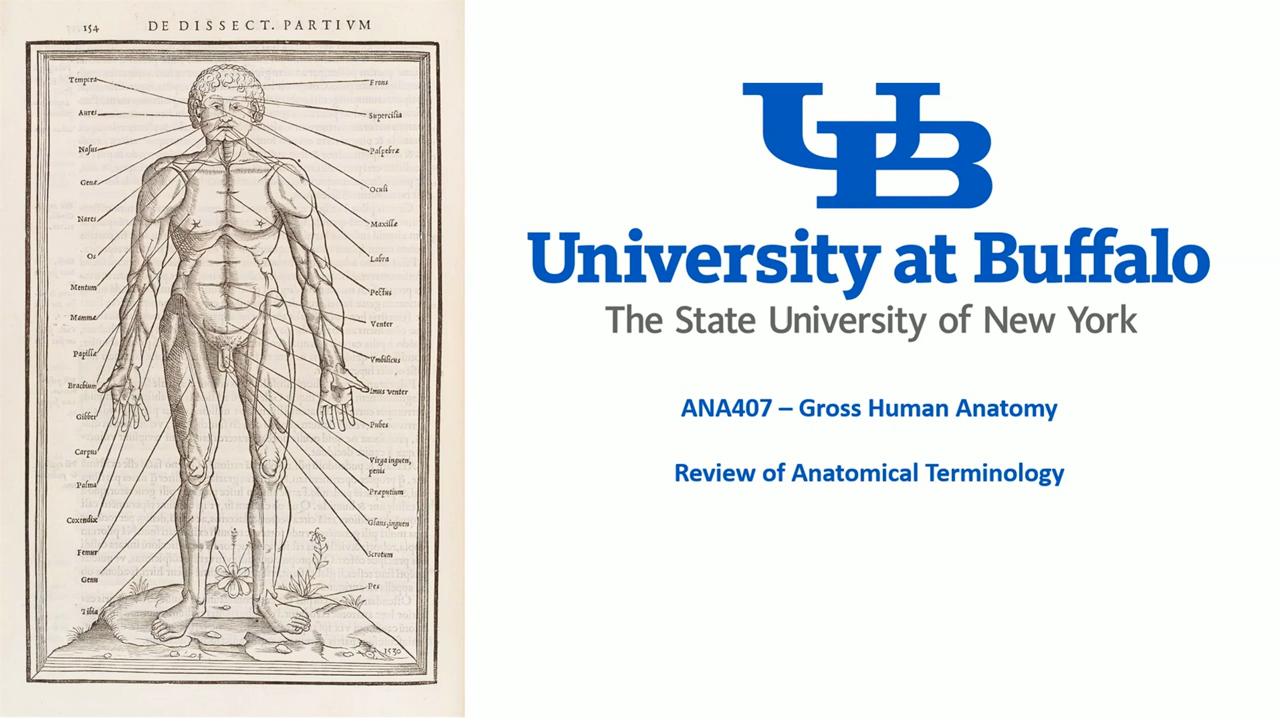 154 DE DISSECT. PARTIVM
Tempora
Aures
Nasus
Genæ
Nares
Os
Mentum
Mammæ
Papillæ
Brachium
Gibber
Carpus
Palma
Coxendix
Femur
Genu
Tibia
Frons
Supercilia
Palpebræ
Oculi
Maxillæ
Labra
Pectus
Venter
Vmbilicus
Imus venter
Pubes
Virga inguen,
penis
Præputium
Glans, inguen
Scrotum
Pes
1530
UB
University at Buffalo
The State University of New York
ANA407 – Gross Human Anatomy
Review of Anatomical Terminology